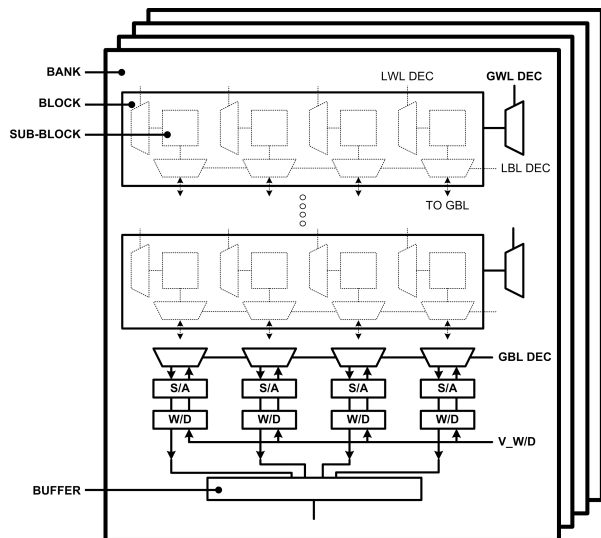 BANK
LWL DEC
GWL DEC
BLOCK
SUB-BLOCK
LBL DEC
TO GBL
GBL DEC
S/A
S/A
S/A
S/A
W/D
W/D
W/D
W/D
V_W/D
BUFFER